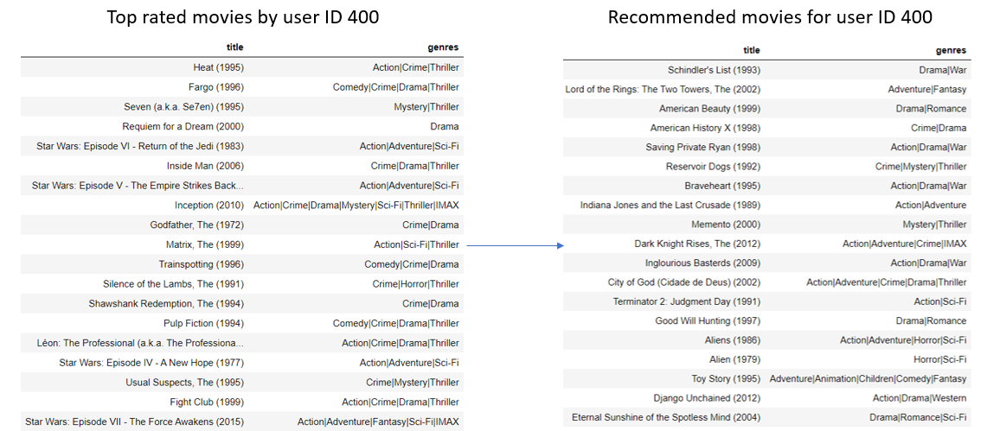 Top rated movies by user ID 400
title genres
Heat (1995) Action|Crime|Thriller
Fargo (1996) Comedy|Crime|Drama|Thriller
Seven (a.k.a. Se7en) (1995) Mystery|Thriller
Requiem for a Dream (2000) Drama
Star Wars: Episode VI - Return of the Jedi (1983) Action|Adventure|Sci-Fi
Inside Man (2006) Crime|Drama|Thriller
Star Wars: Episode V - The Empire Strikes Back... Action|Adventure|Sci-Fi
Inception (2010) Action|Crime|Drama|Mystery|Sci-Fi|Thriller|IMAX
Godfather, The (1972) Crime|Drama
Matrix, The (1999) Action|Sci-Fi|Thriller
Trainspotting (1996) Comedy|Crime|Drama
Silence of the Lambs, The (1991) Crime|Horror|Thriller
Shawshank Redemption, The (1994) Crime|Drama
Pulp Fiction (1994) Comedy|Crime|Drama|Thriller
Léon: The Professional (a.k.a. The Professiona... Action|Crime|Drama|Thriller
Star Wars: Episode IV - A New Hope (1977) Action|Adventure|Sci-Fi
Usual Suspects, The (1995) Crime|Mystery|Thriller
Fight Club (1999) Action|Crime|Drama|Thriller
Star Wars: Episode VII - The Force Awakens (2015) Action|Adventure|Fantasy|Sci-Fi|IMAX
Recommended movies for user ID 400
title genres
Schindler's List (1993) Drama|War
Lord of the Rings: The Two Towers, The (2002) Adventure|Fantasy
American Beauty (1999) Drama|Romance
American History X (1998) Crime|Drama
Saving Private Ryan (1998) Action|Drama|War
Reservoir Dogs (1992) Crime|Mystery|Thriller
Braveheart (1995) Action|Drama|War
Indiana Jones and the Last Crusade (1989) Action|Adventure
Memento (2000) Mystery|Thriller
Dark Knight Rises, The (2012) Action|Adventure|Crime|IMAX
Inglourious Basterds (2009) Action|Drama|War
City of God (Cidade de Deus) (2002) Action|Adventure|Crime|Drama|Thriller
Terminator 2: Judgment Day (1991) Action|Sci-Fi
Good Will Hunting (1997) Drama|Romance
Aliens (1986) Action|Adventure|Horror|Sci-Fi
Alien (1979) Horror|Sci-Fi
Toy Story (1995) Adventure|Animation|Children|Comedy|Fantasy
Django Unchained (2012) Action|Drama|Western
Eternal Sunshine of the Spotless Mind (2004) Drama|Romance|Sci-Fi